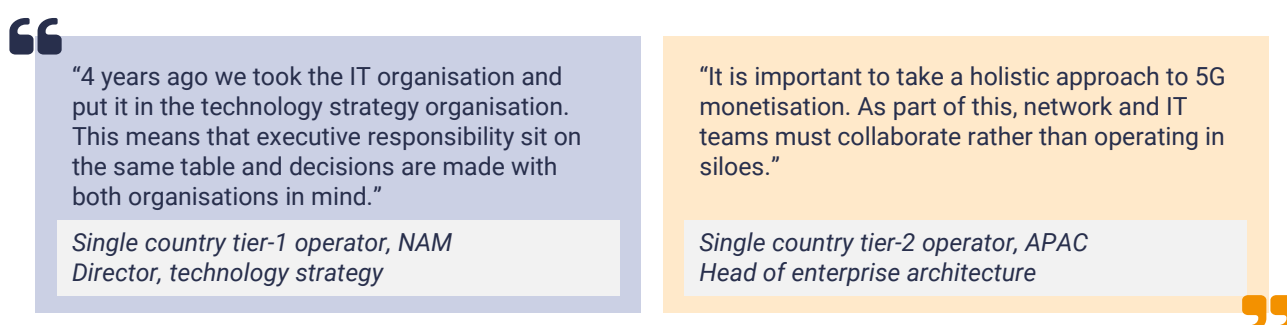 “4 years ago we took the IT organisation and
put it in the technology strategy organisation.
This means that executive responsibility sit on
the same table and decisions are made with
both organisations in mind.”
Single country tier-1 operator, NAM
Director, technology strategy
“It is important to take a holistic approach to 5G
monetisation. As part of this, network and IT
teams must collaborate rather than operating in
siloes.”
Single country tier-2 operator, APAC
Head of enterprise architecture